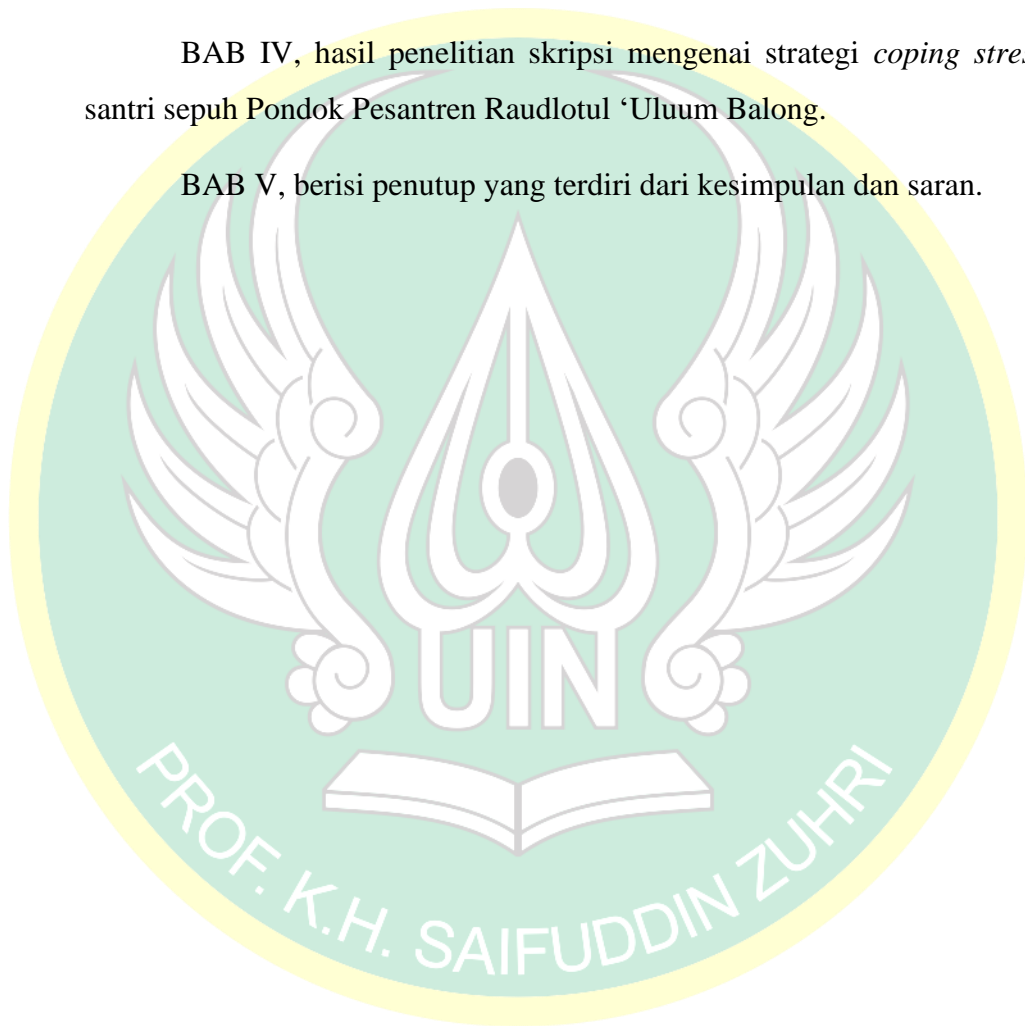 BAB IV, hasil penelitian skripsi mengenai strategi coping stres
santri sepuh Pondok Pesantren Raudlotul ‘Uluum Balong.
BAB V, berisi penutup yang terdiri dari kesimpulan dan saran.
UIN
PROF. K.H. SAIFUDDIN ZUHRI